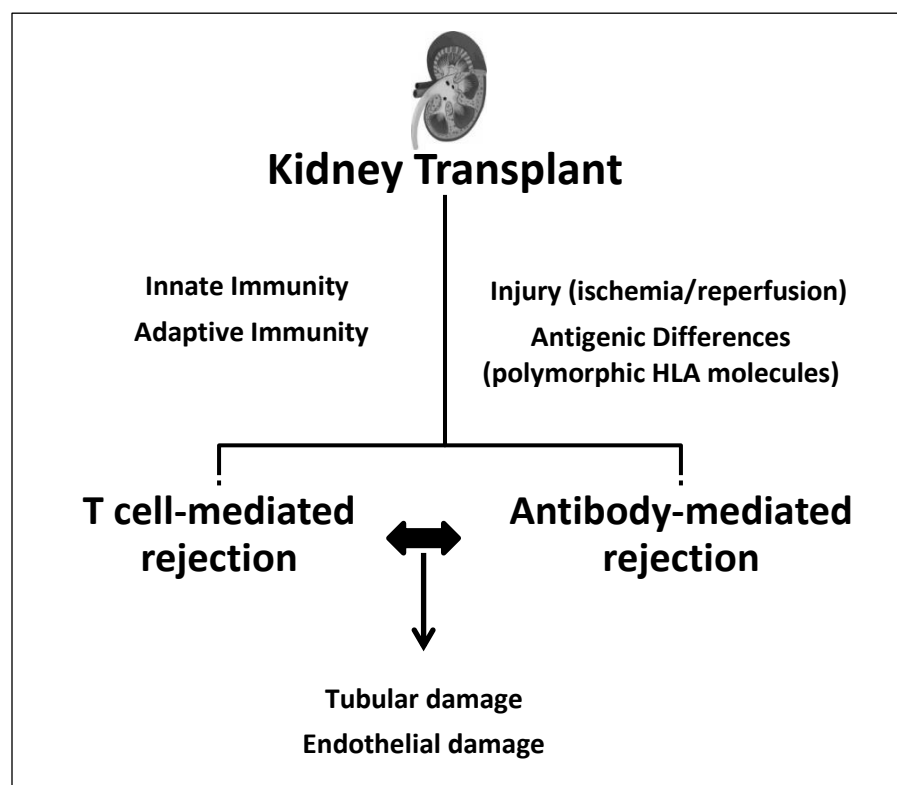 Kidney Transplant
Innate Immunity
Adaptive Immunity
Injury (ischemia/reperfusion)
Antigenic Differences
(polymorphic HLA molecules)
T cell-mediated
rejection
Antibody-mediated
rejection
Tubular damage
Endothelial damage